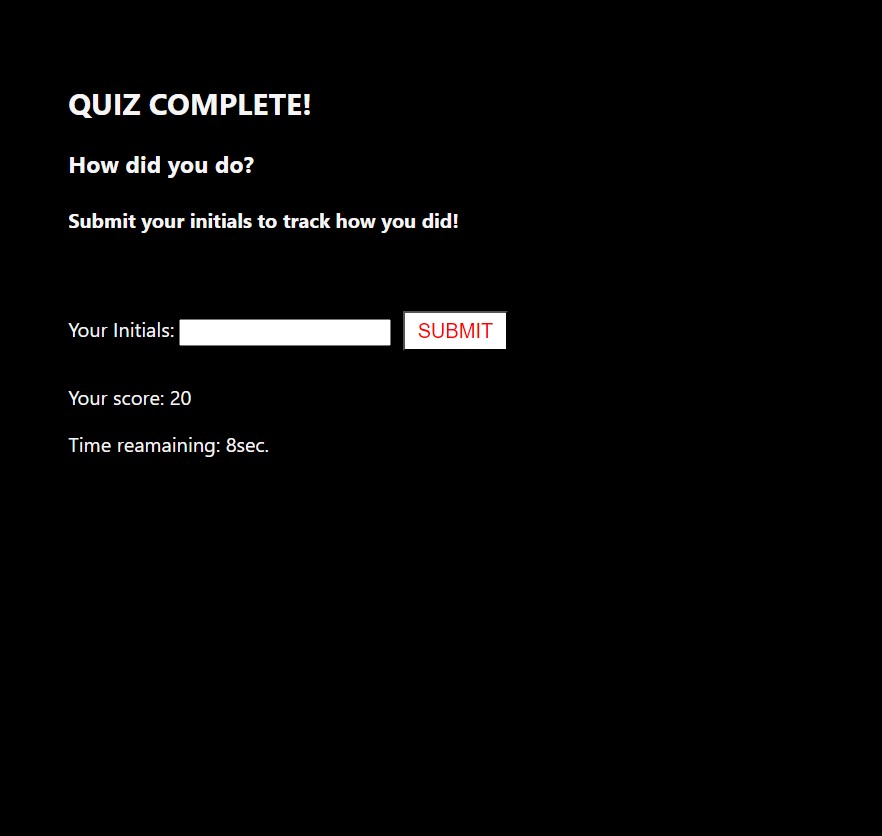 QUIZ COMPLETE!
How did you do?
Submit your initials to track how you did!
Your Initials: SUBMIT
Your score: 20
Time reamaining: 8sec.